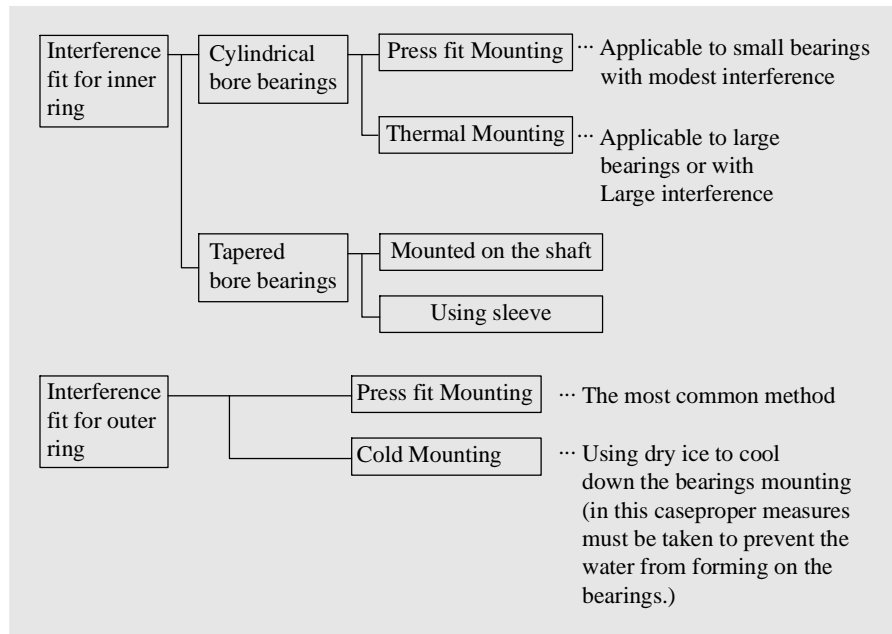 Interference
fit for inner
ring
Cylindrical
bore bearings
Press fit Mounting
··· Applicable to small bearings
with modest interference
Thermal Mounting
··· Applicable to large
bearings or with
Large interference
Tapered
bore bearings
Mounted on the shaft
Using sleeve
Interference
fit for outer
ring
Press fit Mounting
··· The most common method
Cold Mounting
··· Using dry ice to cool
down the bearings mounting
(in this caseproper measures
must be taken to prevent the
water from forming on the
bearings.)